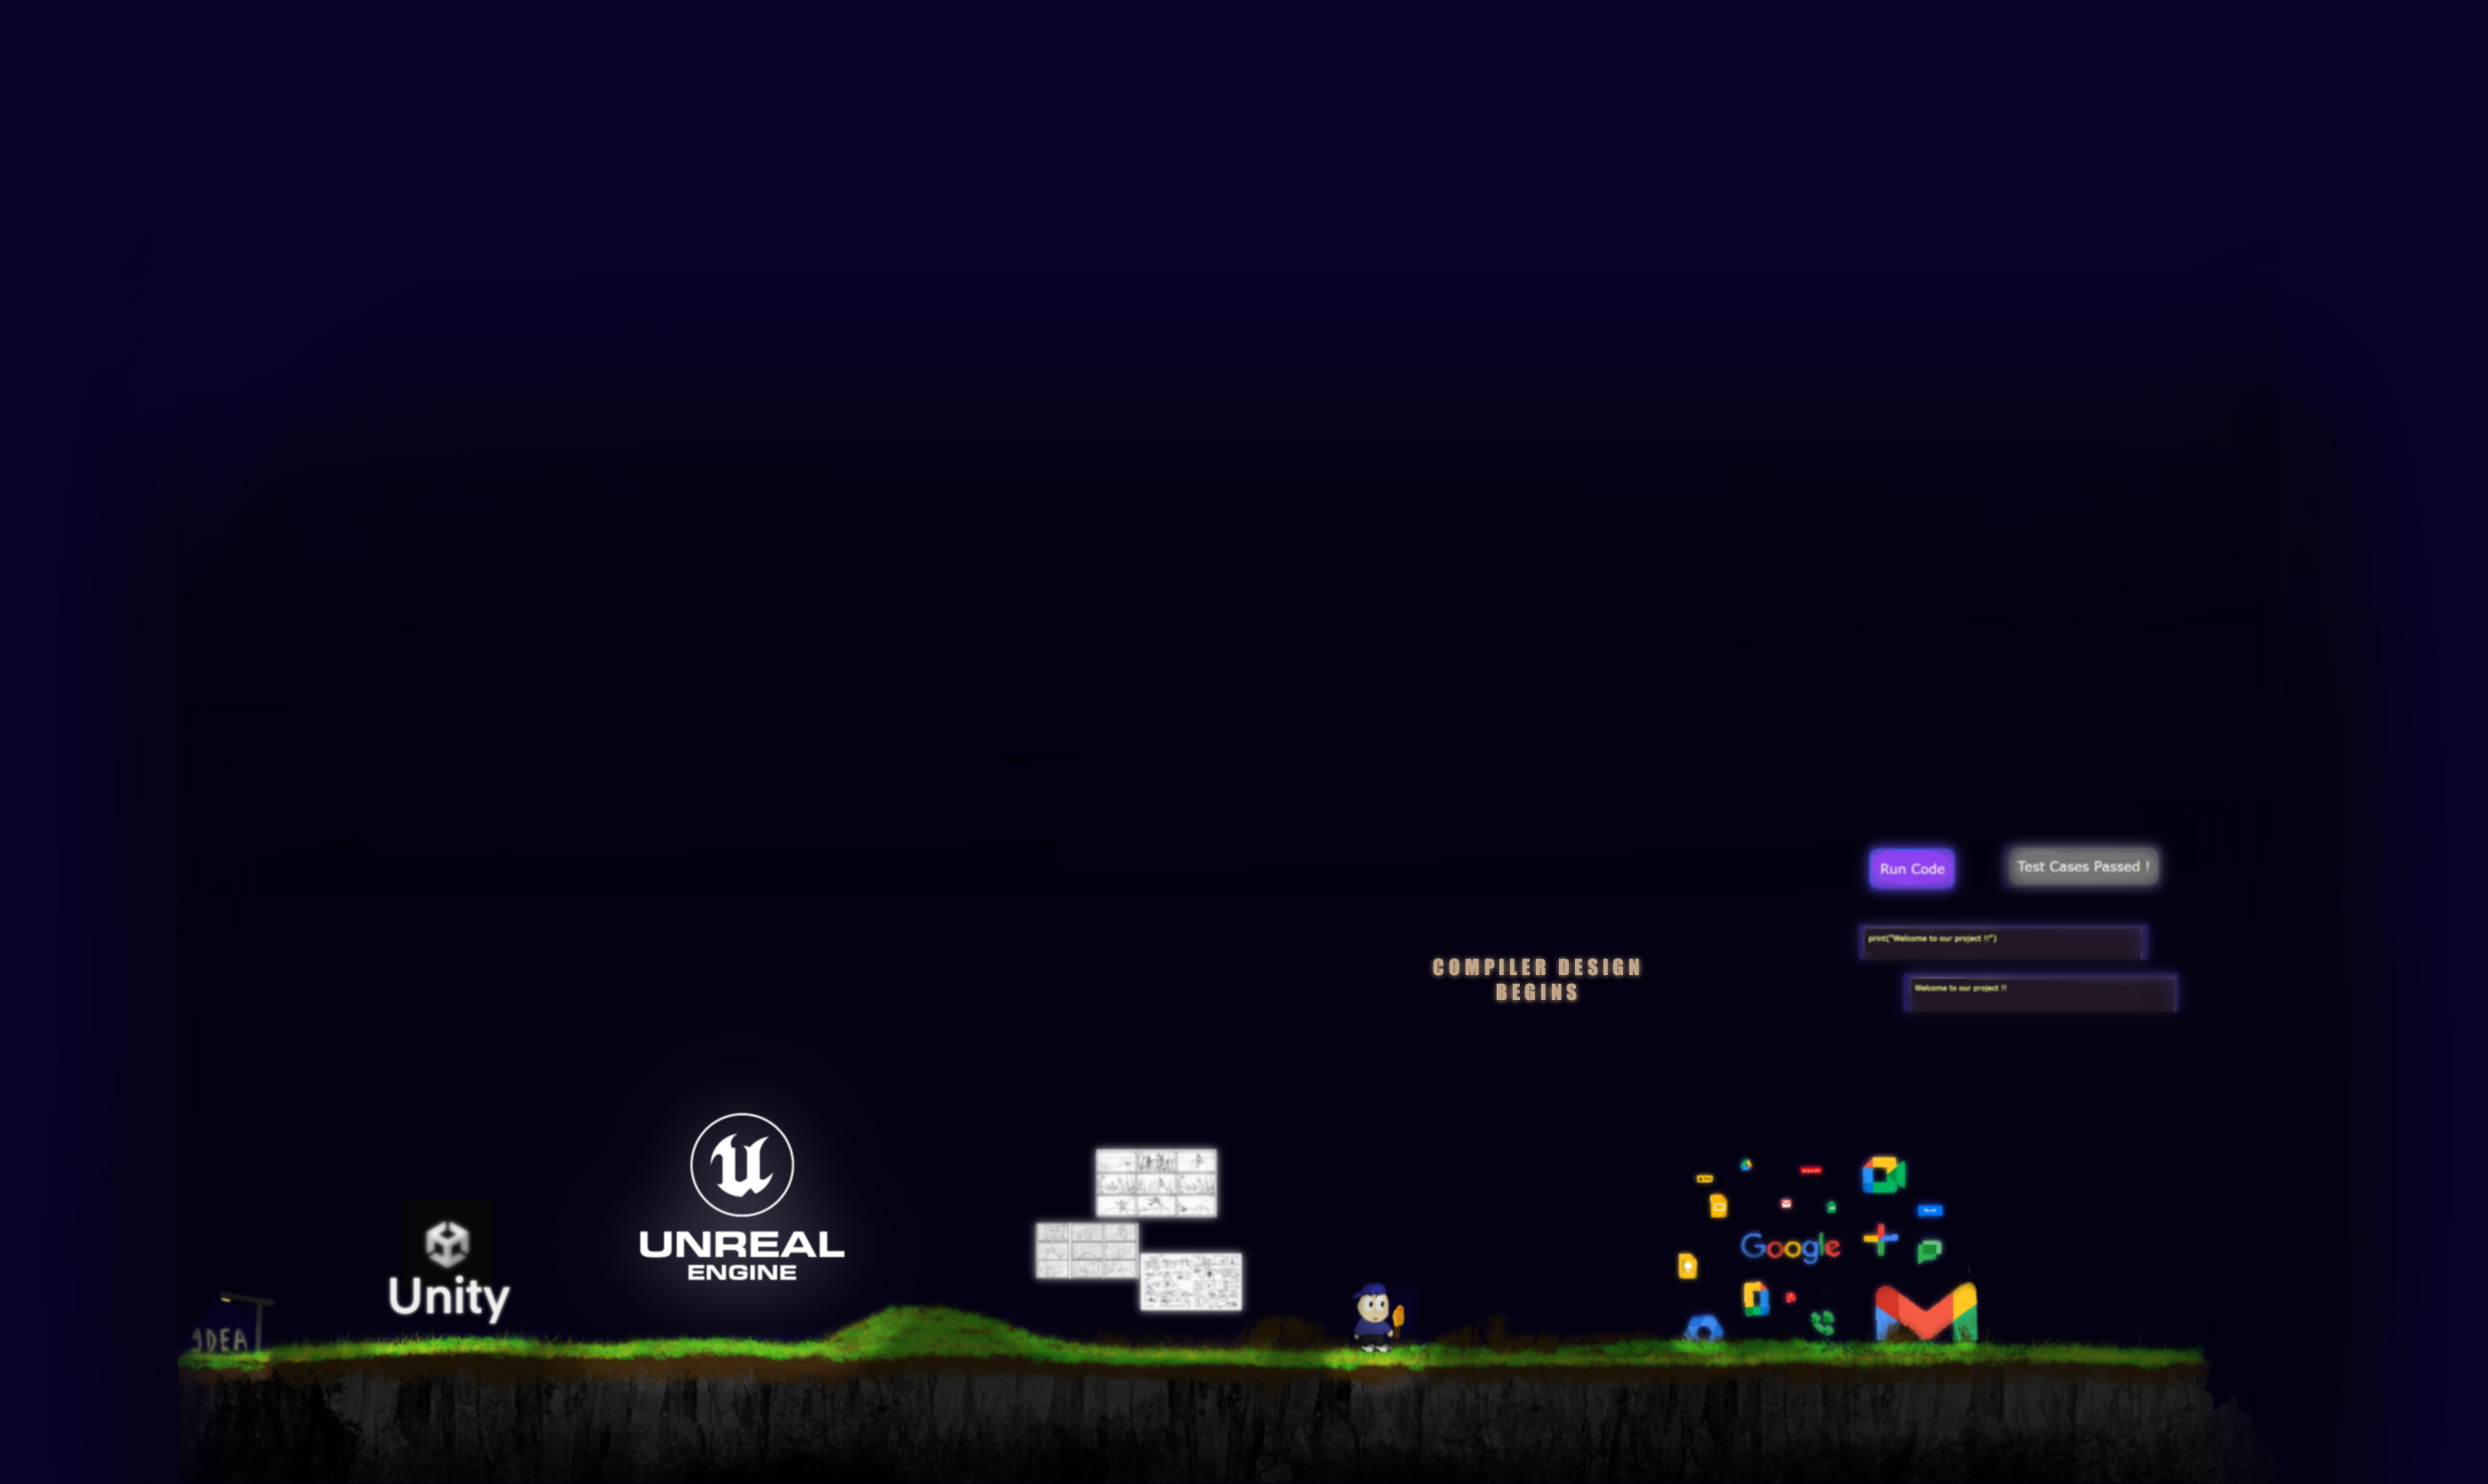 Run Code
Test Cases Passed !
print("Welcome to our project !!")
COMPILER DESIGN
BEGINS
Welcome to our project !!
UNREAL
ENGINE
Unity
Google
IDEA